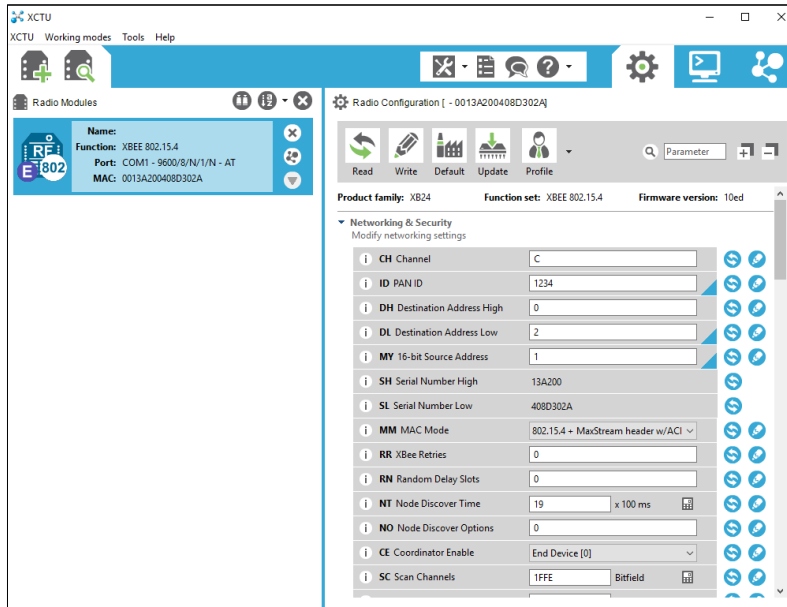 XCTU
XCTU Working modes Tools Help
Radio Modules
Radio Configuration [ - 0013A200408D302A]
Name:
Function: XBEE 802.15.4
Port: COM1 - 9600/8/N/1/N - AT
MAC: 0013A200408D302A
RF
E 802
Read Write Default Update Profile
Parameter
Product family: XB24 Function set: XBEE 802.15.4 Firmware version: 10ed
Networking & Security
Modify networking settings
i CH Channel C
i ID PAN ID 1234
i DH Destination Address High 0
i DL Destination Address Low 2
i MY 16-bit Source Address 1
i SH Serial Number High 13A200
i SL Serial Number Low 408D302A
i MM MAC Mode 802.15.4 + MaxStream header w/ACI
i RR XBee Retries 0
i RN Random Delay Slots 0
i NT Node Discover Time 19 x 100 ms
i NO Node Discover Options 0
i CE Coordinator Enable End Device [0]
i SC Scan Channels 1FFE Bitfield